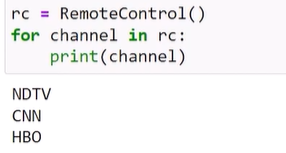 rc = RemoteControl()
for channel in rc:
    print(channel)
NDTV
CNN
HBO